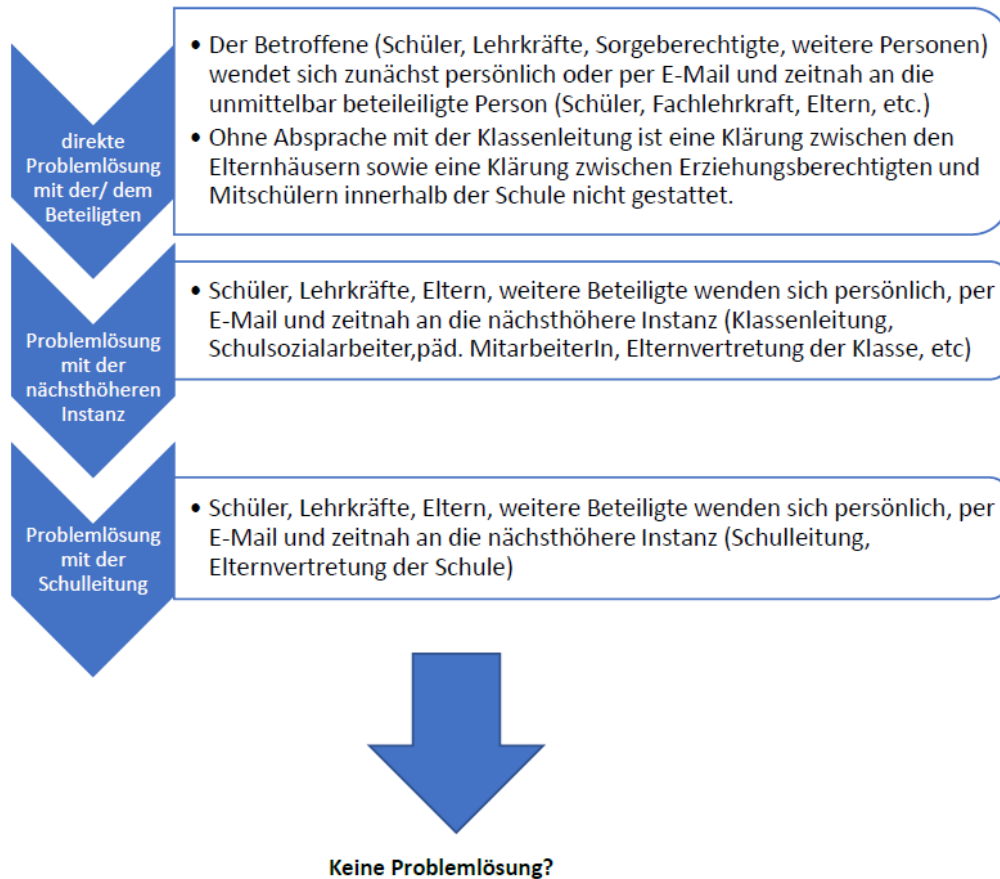 direkte
Problemlösung
mit der/ dem
Beteiligten
• Der Betroffene (Schüler, Lehrkräfte, Sorgeberechtigte, weitere Personen)
wendet sich zunächst persönlich oder per E-Mail und zeitnah an die
unmittelbar beteileiligte Person (Schüler, Fachlehrkraft, Eltern, etc.)
• Ohne Absprache mit der Klassenleitung ist eine Klärung zwischen den
Elternhäusern sowie eine Klärung zwischen Erziehungsberechtigten und
Mitschülern innerhalb der Schule nicht gestattet.
Problemlösung
mit der
nächsthöheren
Instanz
• Schüler, Lehrkräfte, Eltern, weitere Beteiligte wenden sich persönlich, per
E-Mail und zeitnah an die nächsthöhere Instanz (Klassenleitung,
Schulsozialarbeiter,päd. MitarbeiterIn, Elternvertretung der Klasse, etc)
Problemlösung
mit der
Schulleitung
• Schüler, Lehrkräfte, Eltern, weitere Beteiligte wenden sich persönlich, per
E-Mail und zeitnah an die nächsthöhere Instanz (Schulleitung,
Elternvertretung der Schule)
Keine Problemlösung?